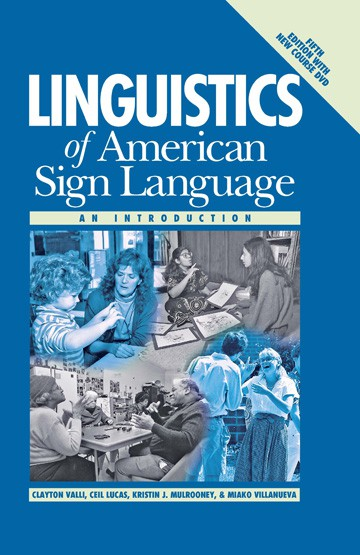 FIFTH
EDITION WITH
NEW COURSE DVD
LINGUISTICS
of American
Sign Language
AN INTRODUCTION
CLAYTON VALLI, CEIL LUCAS, KRISTIN J. MULROONEY, & MIAKO VILLANUEVA